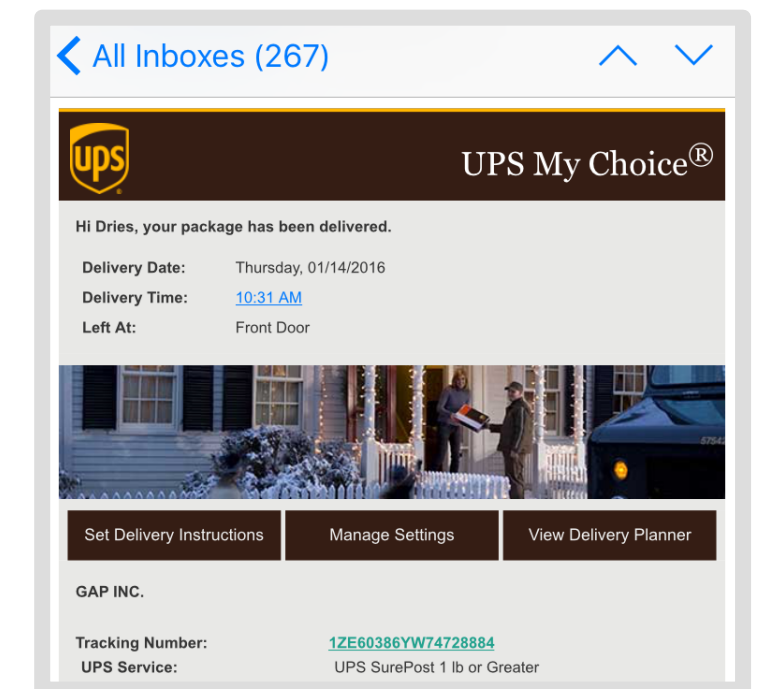 All Inboxes (267)
ups
UPS My Choice®
Hi Dries, your package has been delivered.
Delivery Date: Thursday, 01/14/2016
Delivery Time: 10:31 AM
Left At: Front Door
57542
Set Delivery Instructions Manage Settings View Delivery Planner
GAP INC.
Tracking Number: 1ZE60386YW74728884
UPS Service: UPS SurePost 1 lb or Greater